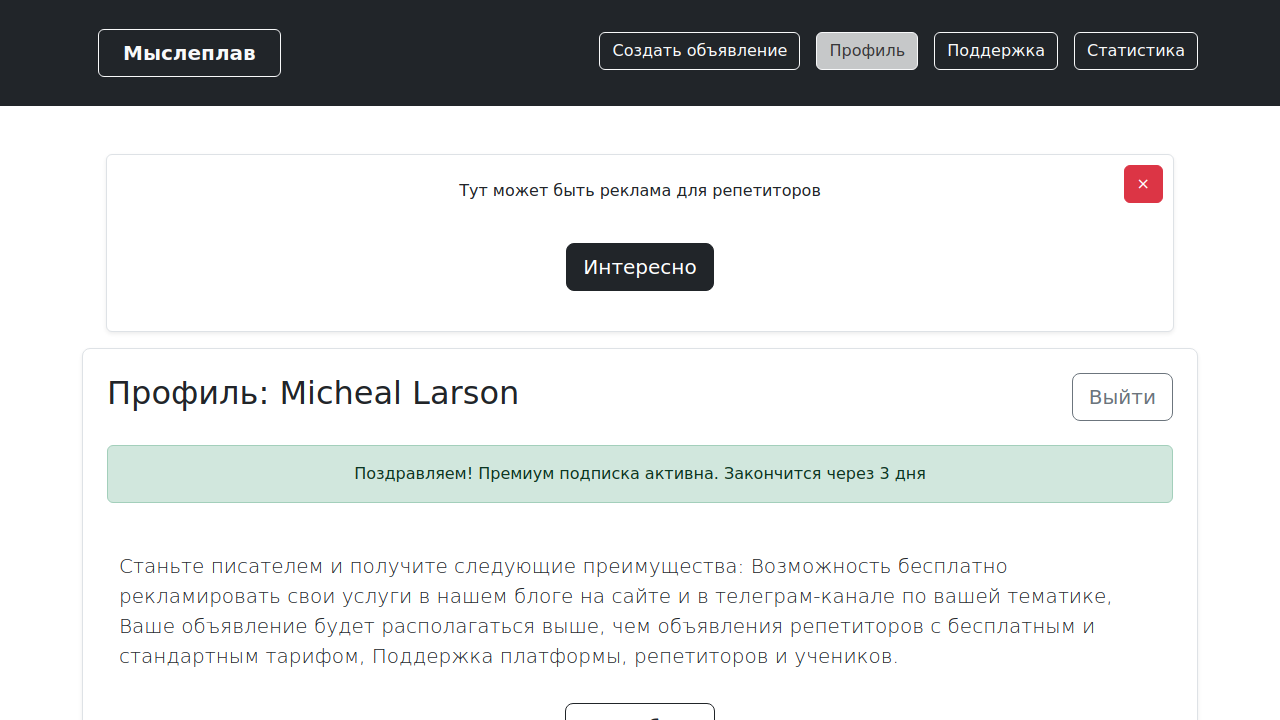 Мыслеплав
Создать объявление
Профиль
Поддержка
Статистика
Тут может быть реклама для репетиторов
×
Интересно
Профиль: Micheal Larson
Выйти
Поздравляем! Премиум подписка активна. Закончится через 3 дня
Станьте писателем и получите следующие преимущества: Возможность бесплатно
рекламировать свои услуги в нашем блоге на сайте и в телеграм-канале по вашей тематике,
Ваше объявление будет располагаться выше, чем объявления репетиторов с бесплатным и
стандартным тарифом, Поддержка платформы, репетиторов и учеников.